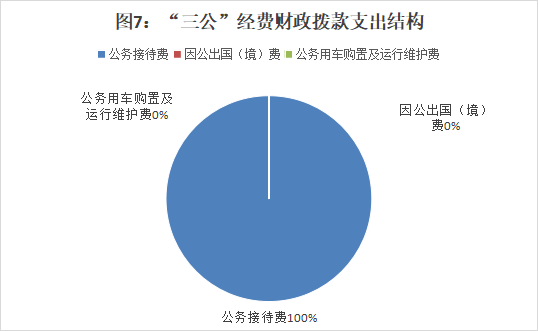 图7：“三公”经费财政拨款支出结构
公务接待费 因公出国（境）费 公务用车购置及运行维护费
公务用车购置及
运行维护费0%
因公出国（境）
费0%
公务接待费100%